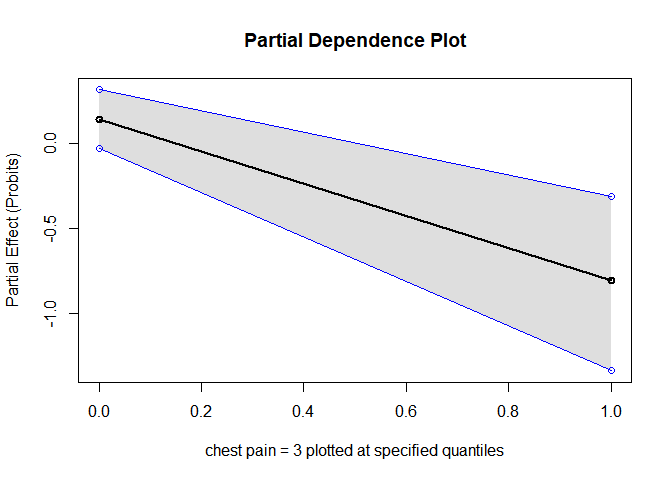 Partial Dependence Plot
Partial Effect (Probits)
0.0
-0.5
-1.0
0.0 0.2 0.4 0.6 0.8 1.0
chest pain = 3 plotted at specified quantiles